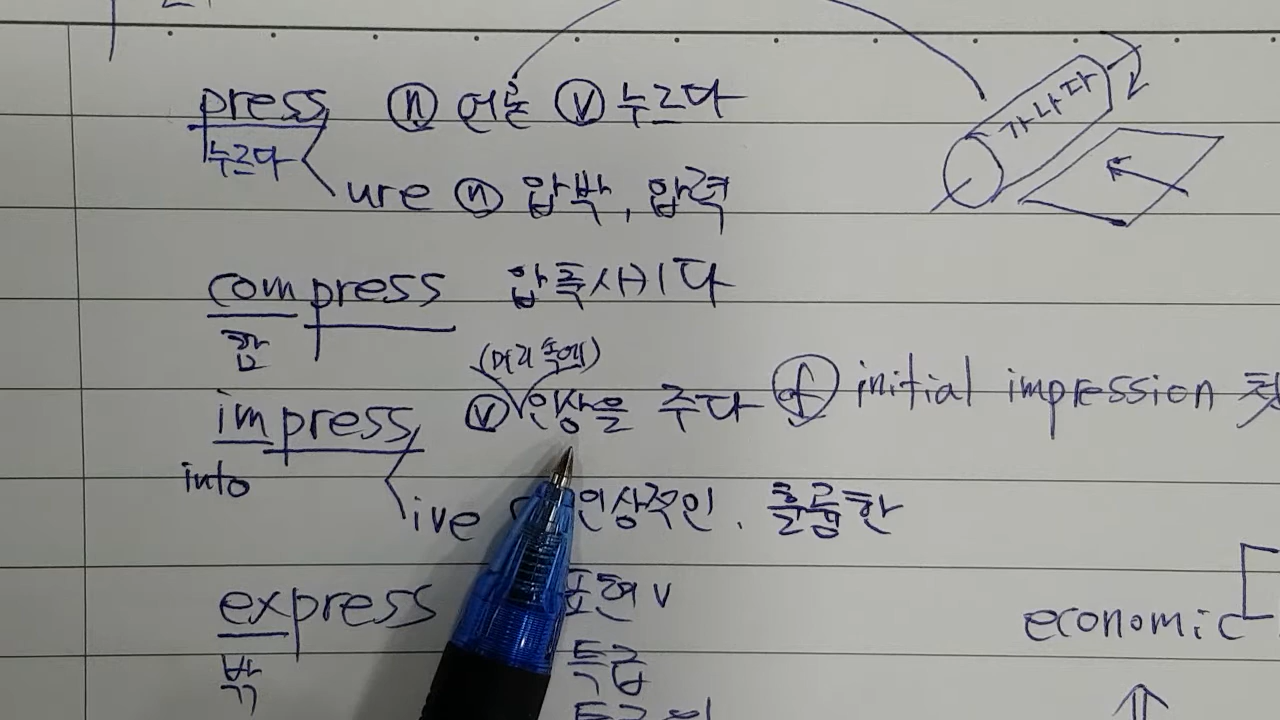 press ⓝ 언론 ⓥ 누르다
가나다
누르다
ure ⓝ 압박, 압력
compress 압축시키다
함
(머리 속에)
impress ⓥ 인상을 주다 cf initial impression 첫
into
ive 인상적인, 훌륭한
express 표현 v
밖
특급
economic